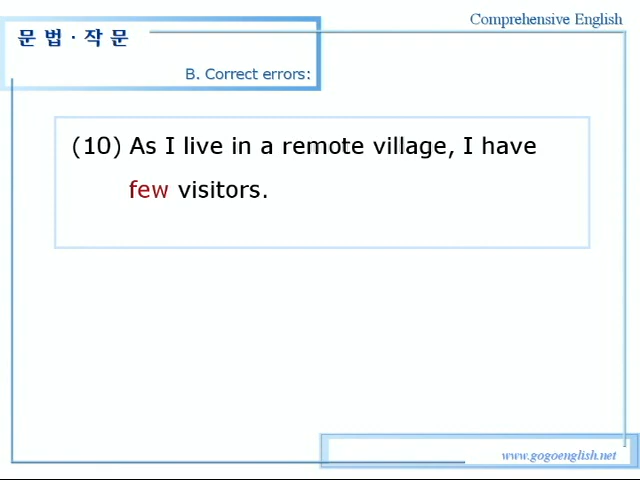 Comprehensive English
문 법 · 작 문
B. Correct errors:
(10) As I live in a remote village, I have
few visitors.
www.gogoenglish.net